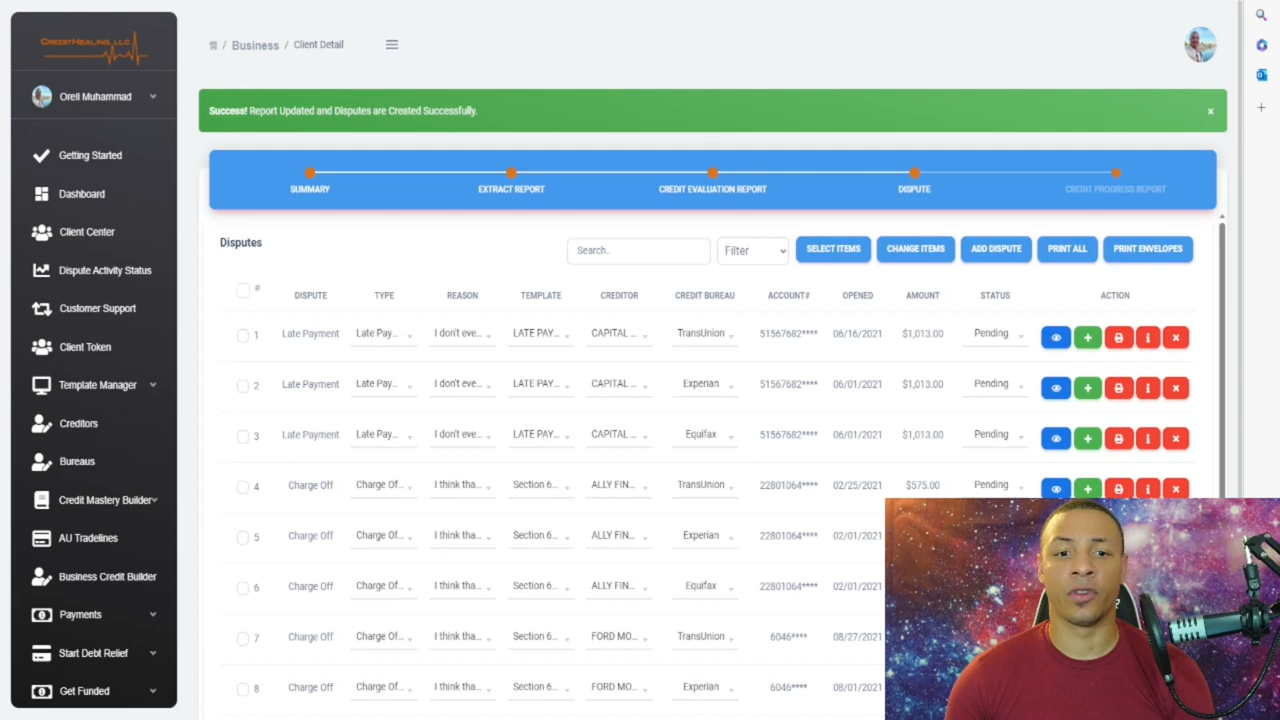 CREDITHEALING, LLC
/ Business / Client Detail
Orell Muhammad
Success! Report Updated and Disputes are Created Successfully.
×
Getting Started
Dashboard
Client Center
Dispute Activity Status
Customer Support
Client Token
Template Manager
Creditors
Bureaus
Credit Mastery Builder
AU Tradelines
Business Credit Builder
Payments
Start Debt Relief
Get Funded
SUMMARY EXTRACT REPORT CREDIT EVALUATION REPORT DISPUTE CREDIT PROGRESS REPORT
Disputes Search.. Filter SELECT ITEMS CHANGE ITEMS ADD DISPUTE PRINT ALL PRINT ENVELOPES
# DISPUTE TYPE REASON TEMPLATE CREDITOR CREDIT BUREAU ACCOUNT# OPENED AMOUNT STATUS ACTION
1 Late Payment Late Pay... I don't eve... LATE PAY... CAPITAL ... TransUnion 51567682**** 06/16/2021 $1,013.00 Pending
2 Late Payment Late Pay... I don't eve... LATE PAY... CAPITAL ... Experian 51567682**** 06/01/2021 $1,013.00 Pending
3 Late Payment Late Pay... I don't eve... LATE PAY... CAPITAL ... Equifax 51567682**** 06/01/2021 $1,013.00 Pending
4 Charge Off Charge Of... I think tha... Section 6... ALLY FIN... TransUnion 22801064**** 02/25/2021 $575.00 Pending
5 Charge Off Charge Of... I think tha... Section 6... ALLY FIN... Experian 22801064**** 02/01/2021
6 Charge Off Charge Of... I think tha... Section 6... ALLY FIN... Equifax 22801064**** 02/01/2021
7 Charge Off Charge Of... I think tha... Section 6... FORD MO... TransUnion 6046**** 08/27/2021
8 Charge Off Charge Of... I think tha... Section 6... FORD MO... Experian 6046**** 08/01/2021